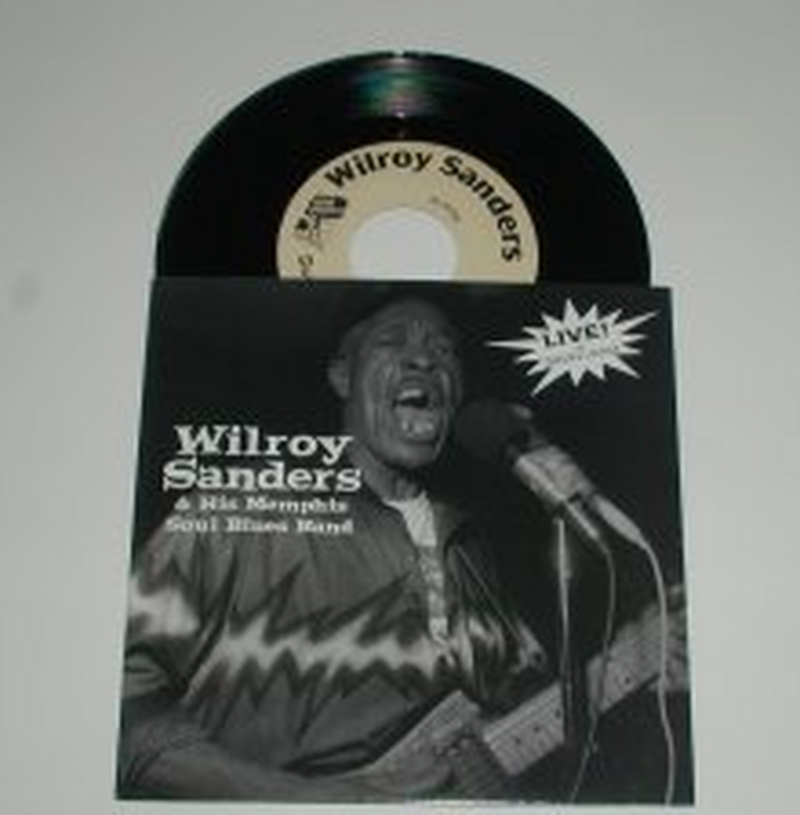 Wilroy Sanders
Wilroy
Sanders
& His Memphis
Soul Blues Band
LIVE!